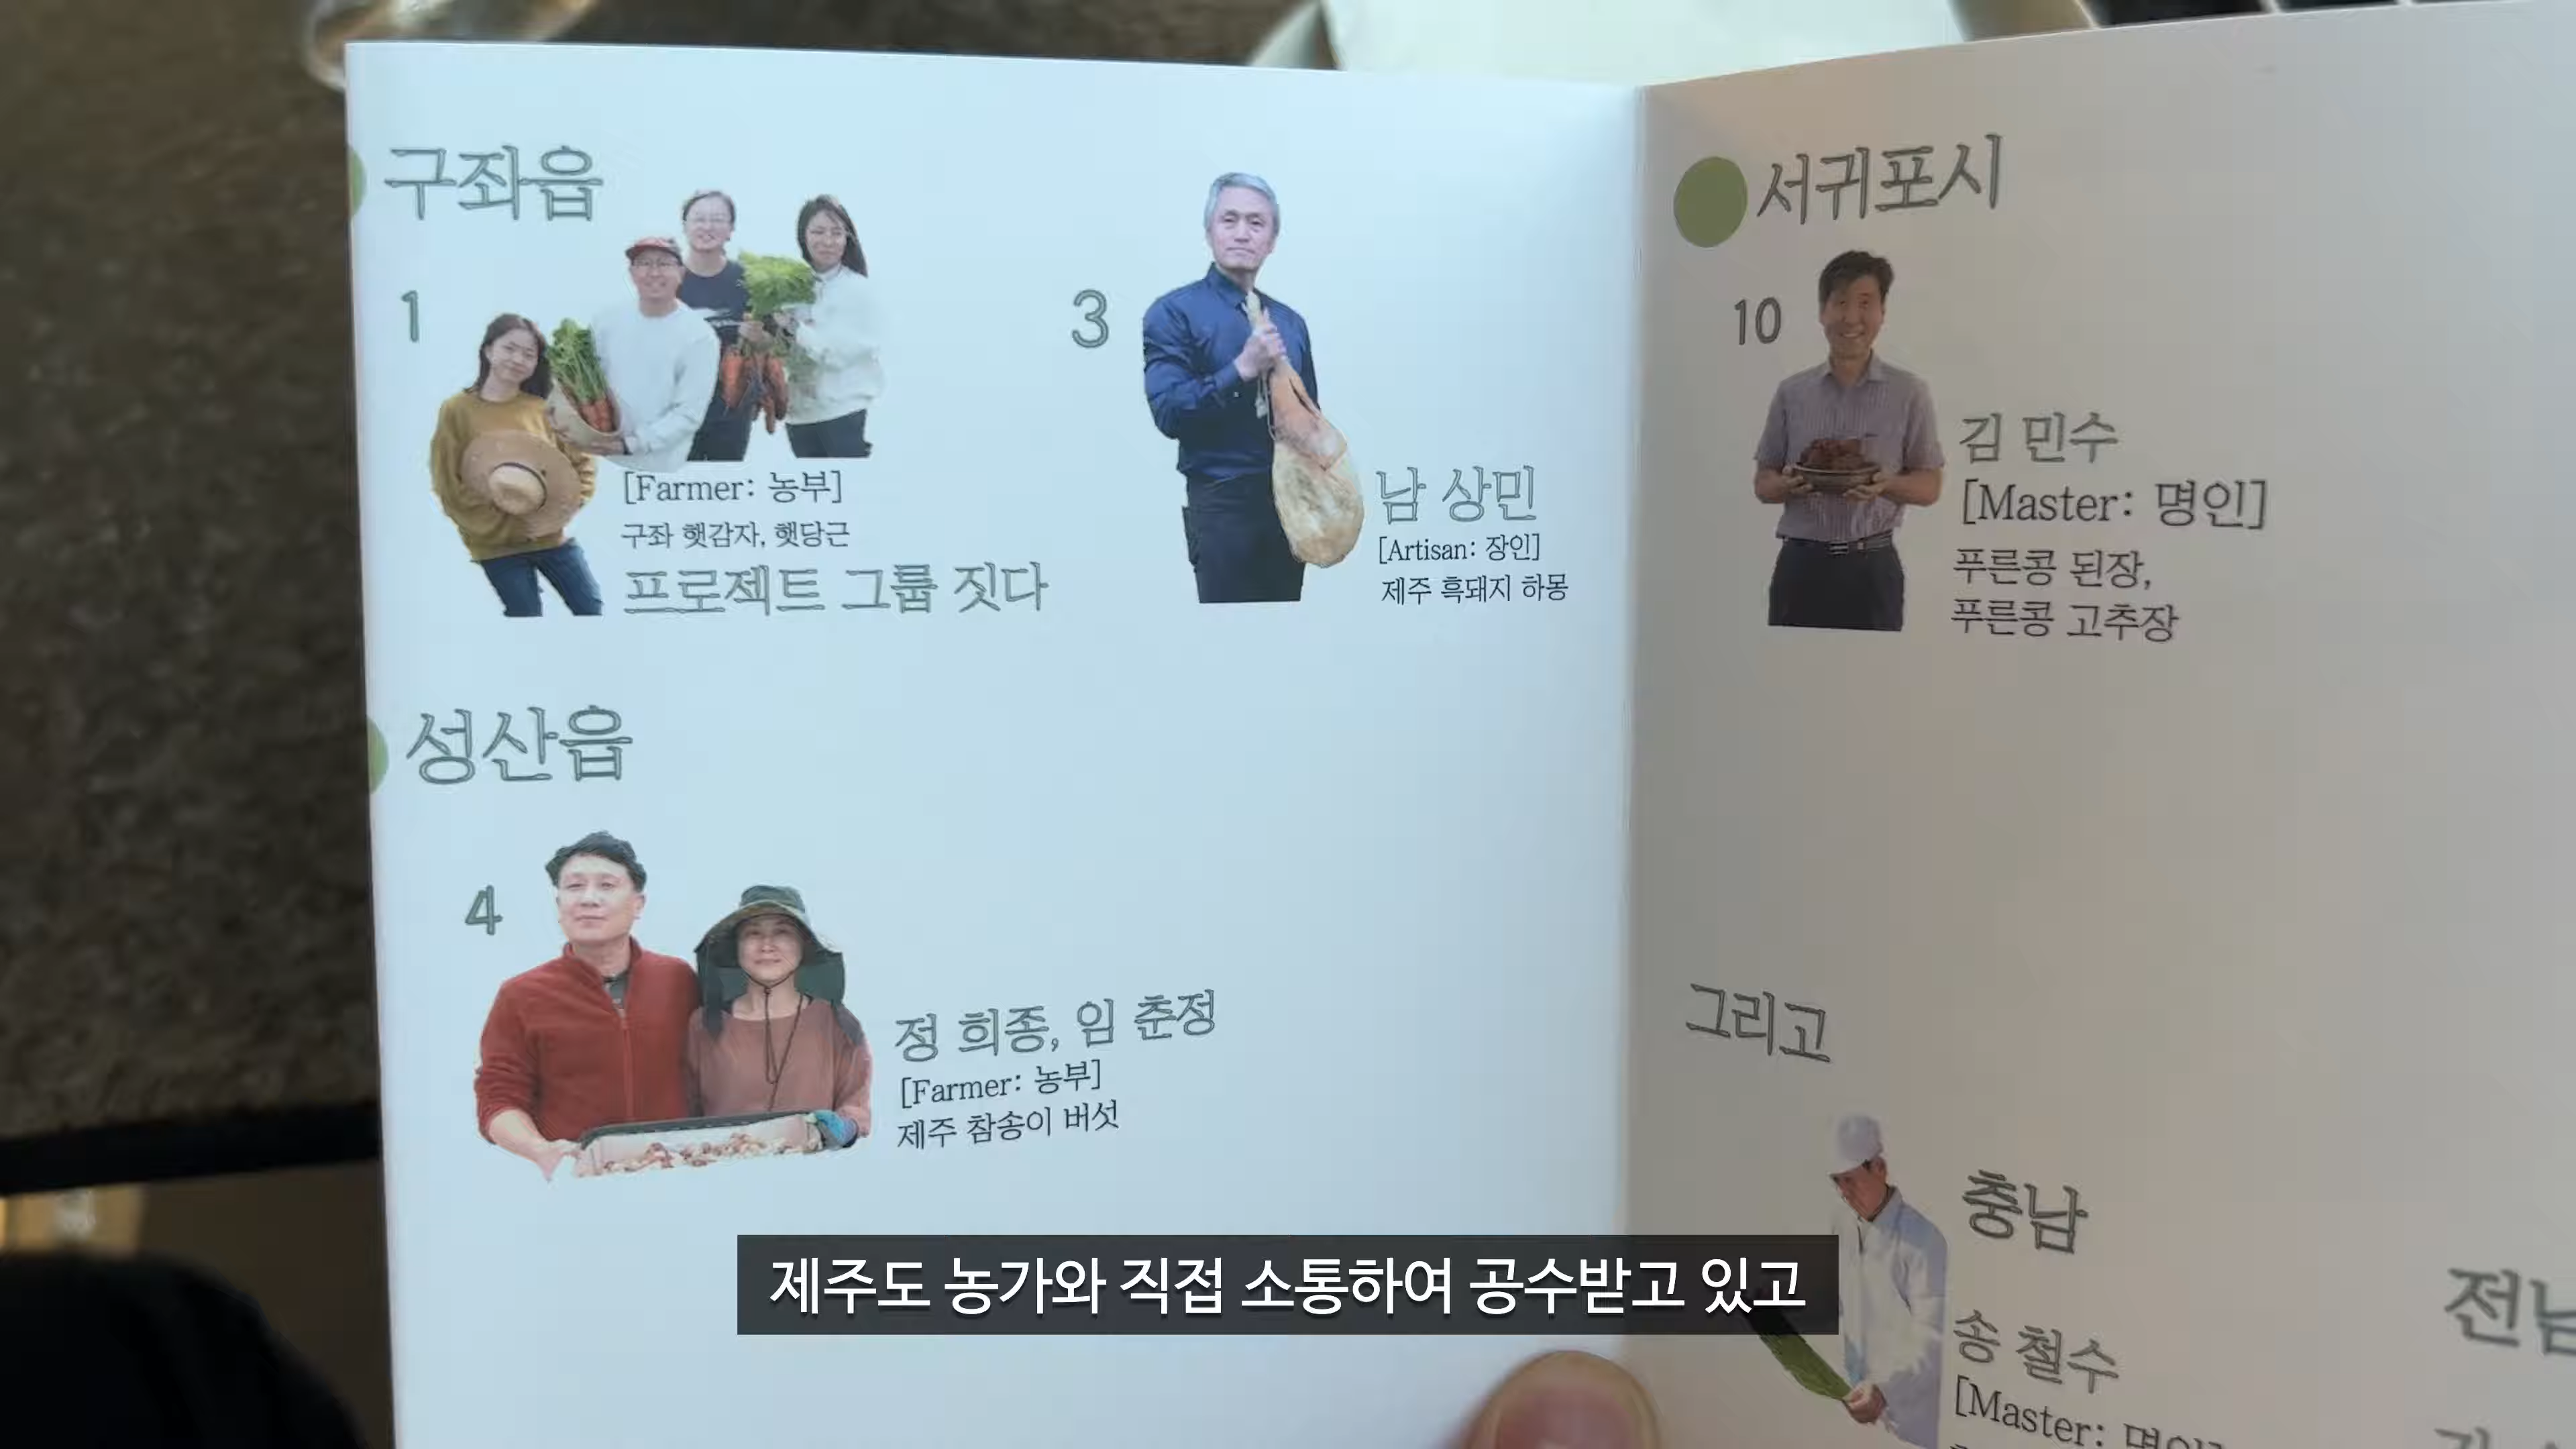 구좌읍
1
[Farmer: 농부]
구좌 햇감자, 햇당근
프로젝트 그룹 짓다
3
남 상민
[Artisan: 장인]
제주 흑돼지 하몽
성산읍
4
정 희종, 임 춘정
[Farmer: 농부]
제주 참송이 버섯
서귀포시
10
김 민수
[Master: 명인]
푸른콩 된장,
푸른콩 고추장
그리고
충남
송 철수
[Master: 명인]
제주도 농가와 직접 소통하여 공수받고 있고